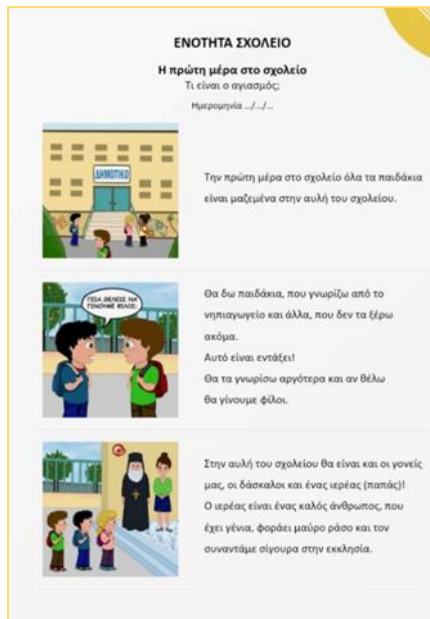 ΕΝΟΤΗΤΑ ΣΧΟΛΕΙΟ
Η πρώτη μέρα στο σχολείο
Τι είναι ο αγιασμός;
Ημερομηνία .../.../...
ΔΗΜΟΤΙΚΟ
Την πρώτη μέρα στο σχολείο όλα τα παιδάκια
είναι μαζεμένα στην αυλή του σχολείου.
ΓΕΙΑ, ΘΕΛΕΙΣ ΝΑ
ΓΙΝΟΥΜΕ ΦΙΛΟΙ;
Θα δω παιδάκια, που γνωρίζω από το
νηπιαγωγείο και άλλα, που δεν τα ξέρω
ακόμα.
Αυτό είναι εντάξει!
Θα τα γνωρίσω αργότερα και αν θέλω
θα γίνουμε φίλοι.
Στην αυλή του σχολείου θα είναι και οι γονείς
μας, οι δάσκαλοι και ένας ιερέας (παπάς)!
Ο ιερέας είναι ένας καλός άνθρωπος, που
έχει γένια, φοράει μαύρο ράσο και τον
συναντάμε σίγουρα στην εκκλησία.